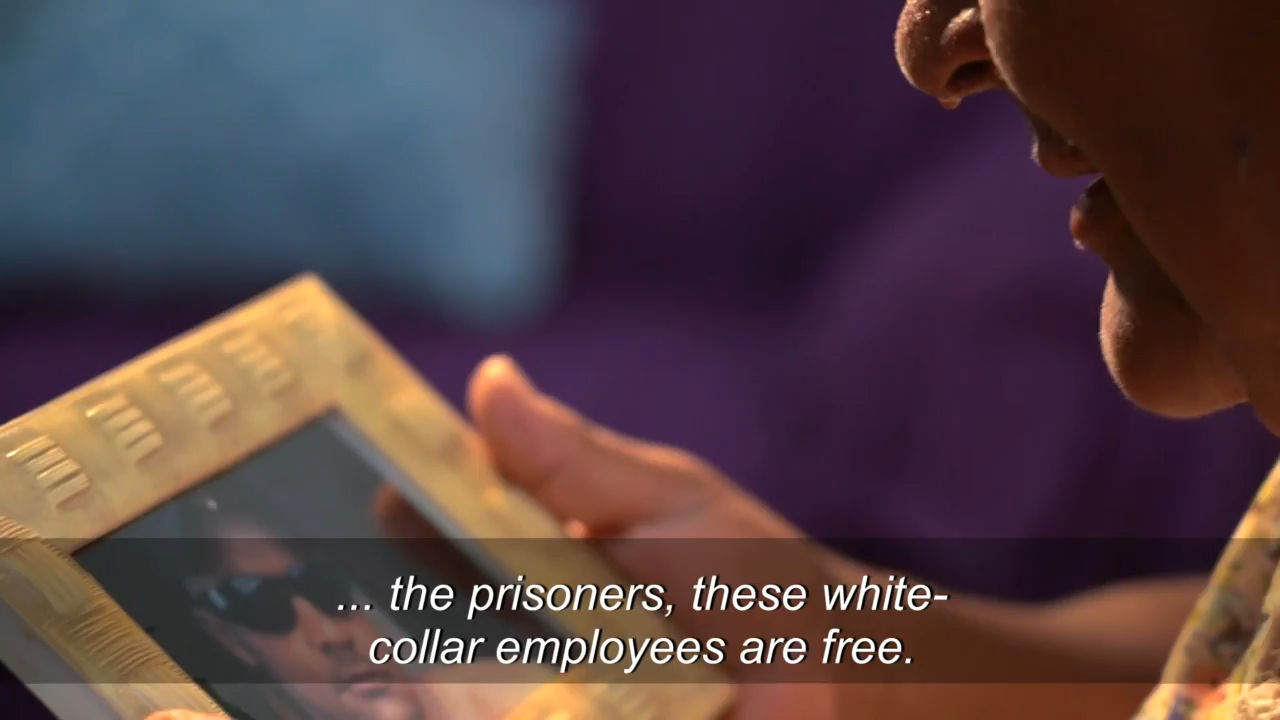 ... the prisoners, these white-
collar employees are free.